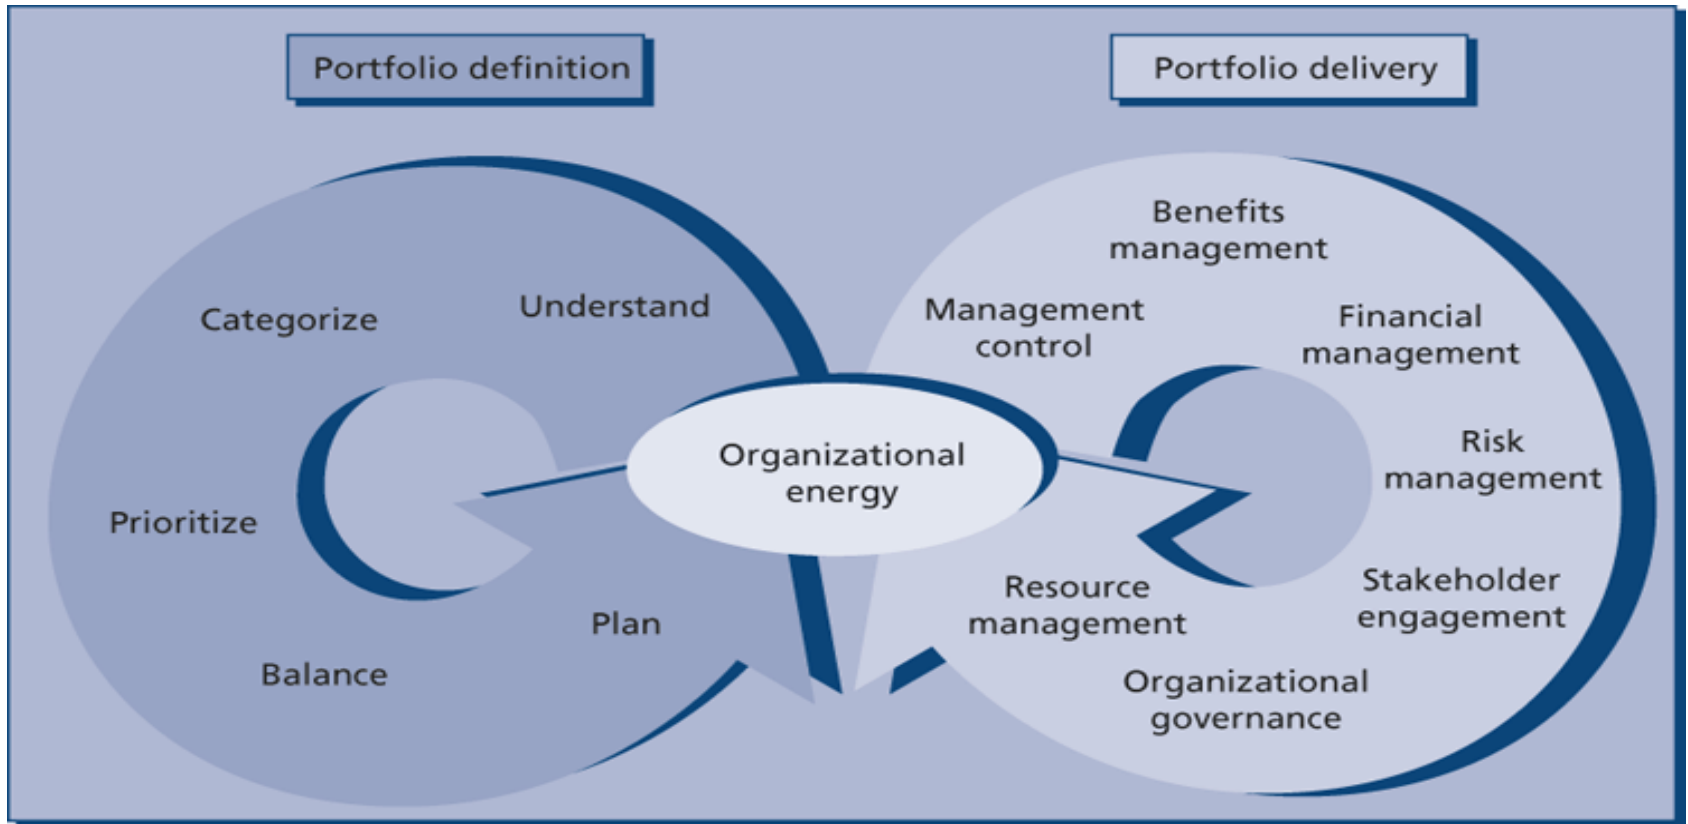 Portfolio definition
Portfolio delivery
Understand
Categorize
Prioritize
Balance
Plan
Organizational
energy
Management
control
Benefits
management
Financial
management
Risk
management
Stakeholder
engagement
Organizational
governance
Resource
management